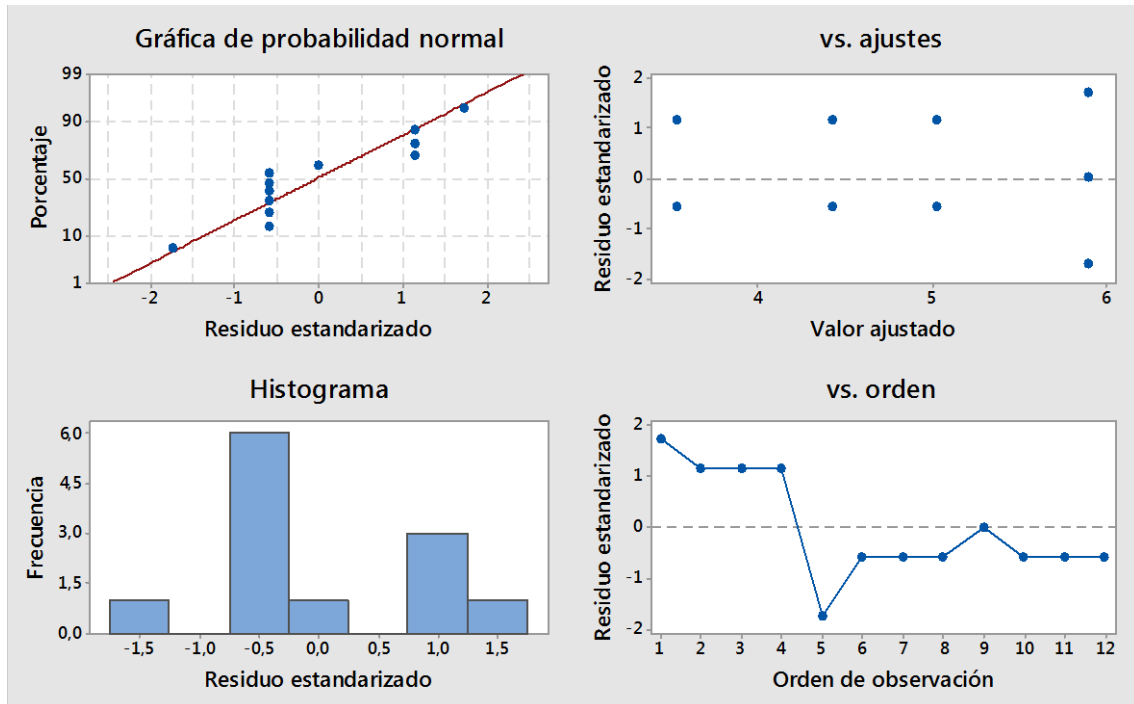 Gráfica de probabilidad normal
99
90
50
10
1
Porcentaje
-2 -1 0 1 2
Residuo estandarizado
vs. ajustes
2
1
0
-1
-2
Residuo estandarizado
4 5 6
Valor ajustado
Histograma
6,0
4,5
3,0
1,5
0,0
Frecuencia
-1,5 -1,0 -0,5 0,0 0,5 1,0 1,5
Residuo estandarizado
vs. orden
2
1
0
-1
-2
Residuo estandarizado
1 2 3 4 5 6 7 8 9 10 11 12
Orden de observación